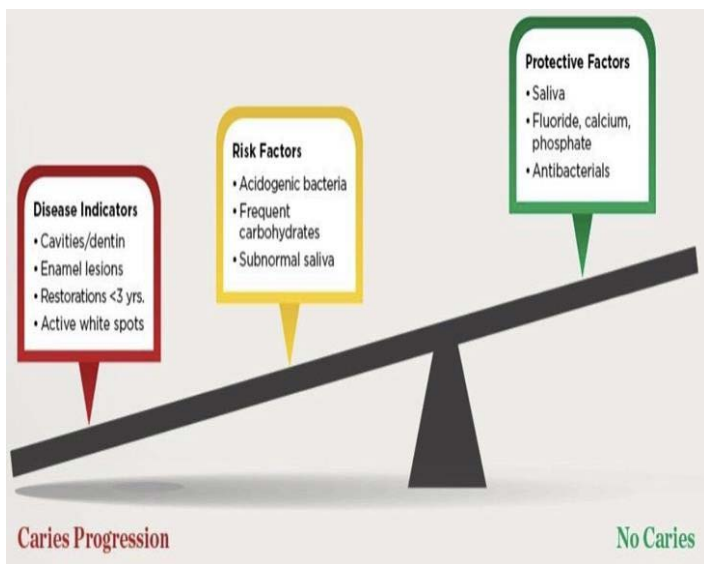 Disease Indicators
• Cavities/dentin
• Enamel lesions
• Restorations <3 yrs.
• Active white spots
Risk Factors
• Acidogenic bacteria
• Frequent
carbohydrates
• Subnormal saliva
Protective Factors
• Saliva
• Fluoride, calcium,
phosphate
• Antibacterials
Caries Progression
No Caries